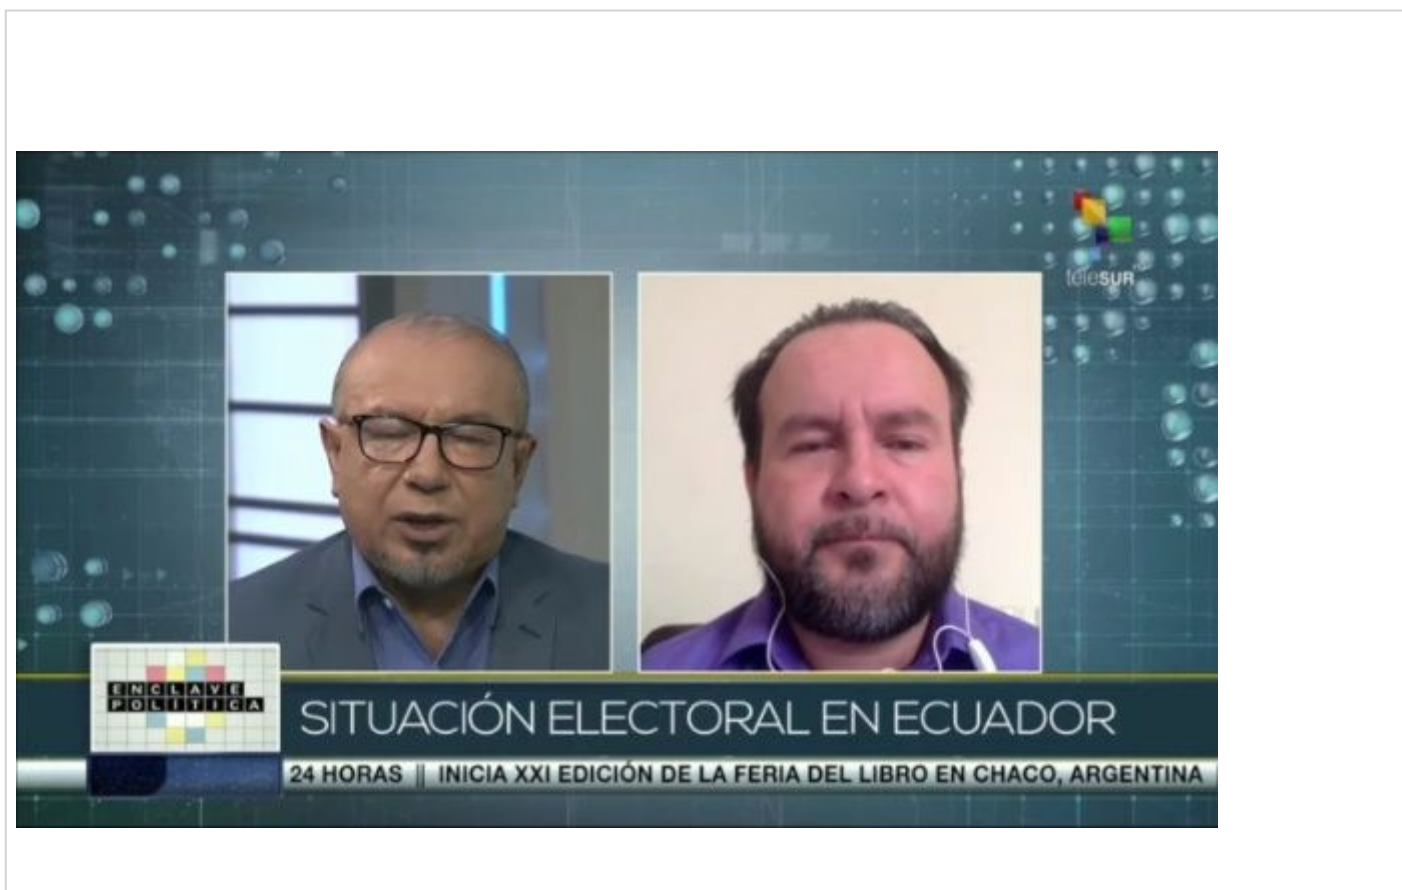 teleSUR
ENCLAVE
POLÍTICA
SITUACIÓN ELECTORAL EN ECUADOR
24 HORAS || INICIA XXI EDICIÓN DE LA FERIA DEL LIBRO EN CHACO, ARGENTINA